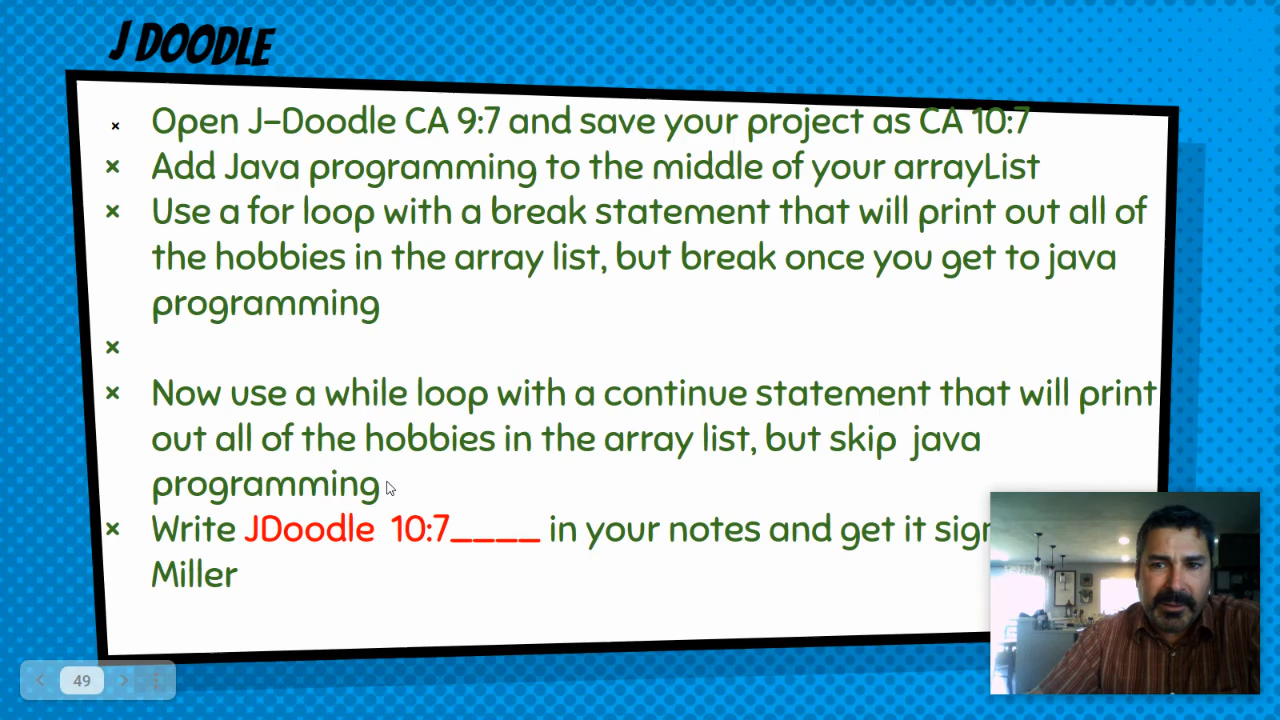 J DOODLE
Open J-Doodle CA 9:7 and save your project as CA 10:7
Add Java programming to the middle of your arrayList
Use a for loop with a break statement that will print out all of
the hobbies in the array list, but break once you get to java
programming
Now use a while loop with a continue statement that will print
out all of the hobbies in the array list, but skip java
programming
Write JDoodle 10:7____ in your notes and get it
Miller
49